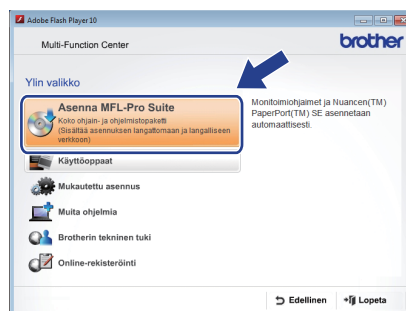 Adobe Flash Player 10
Multi-Function Center
brother
Ylin valikko
Asenna MFL-Pro Suite
Koko ohjain- ja ohjelmistopaketti
(Sisältää asennuksen langattomaan ja langalliseen
verkkoon)
Monitoimiohjaimet ja Nuancen(TM)
PaperPort(TM) SE asennetaan
automaattisesti.
Käyttöoppaat
Mukautettu asennus
Muita ohjelmia
Brotherin tekninen tuki
Online-rekisteröinti
Edellinen
Lopeta